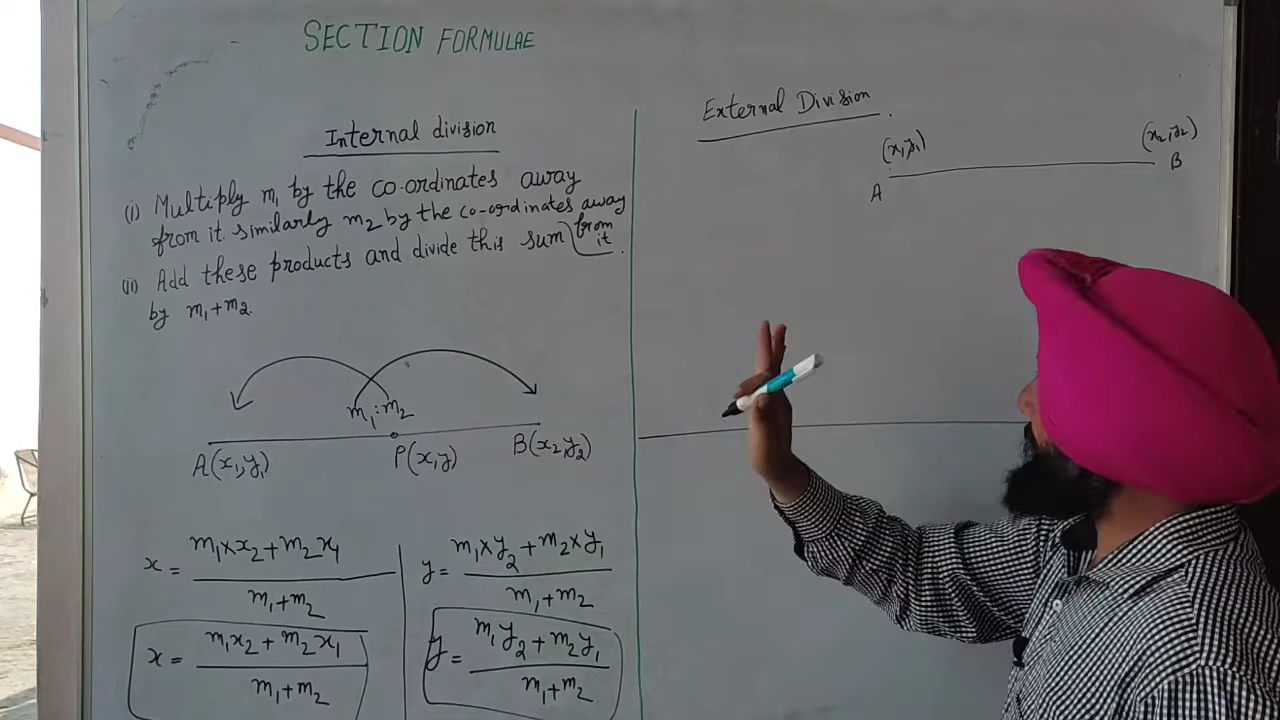 SECTION FORMULAE
Internal division
(i) Multiply m₁ by the co-ordinates away
from it. similarly m₂ by the co-ordinates away
from it
(ii) Add these products and divide this sum
by m₁+m₂.
m₁:m₂
A(x₁,y₁) P(x,y) B(x₂,y₂)
x = m₁×x₂+m₂x₁ / m₁+m₂
y = m₁×y₂+m₂×y₁ / m₁+m₂
x = m₁x₂+m₂x₁ / m₁+m₂
y = m₁y₂+m₂y₁ / m₁+m₂
External Division.
(x₁,y₁) (x₂,y₂)
A B